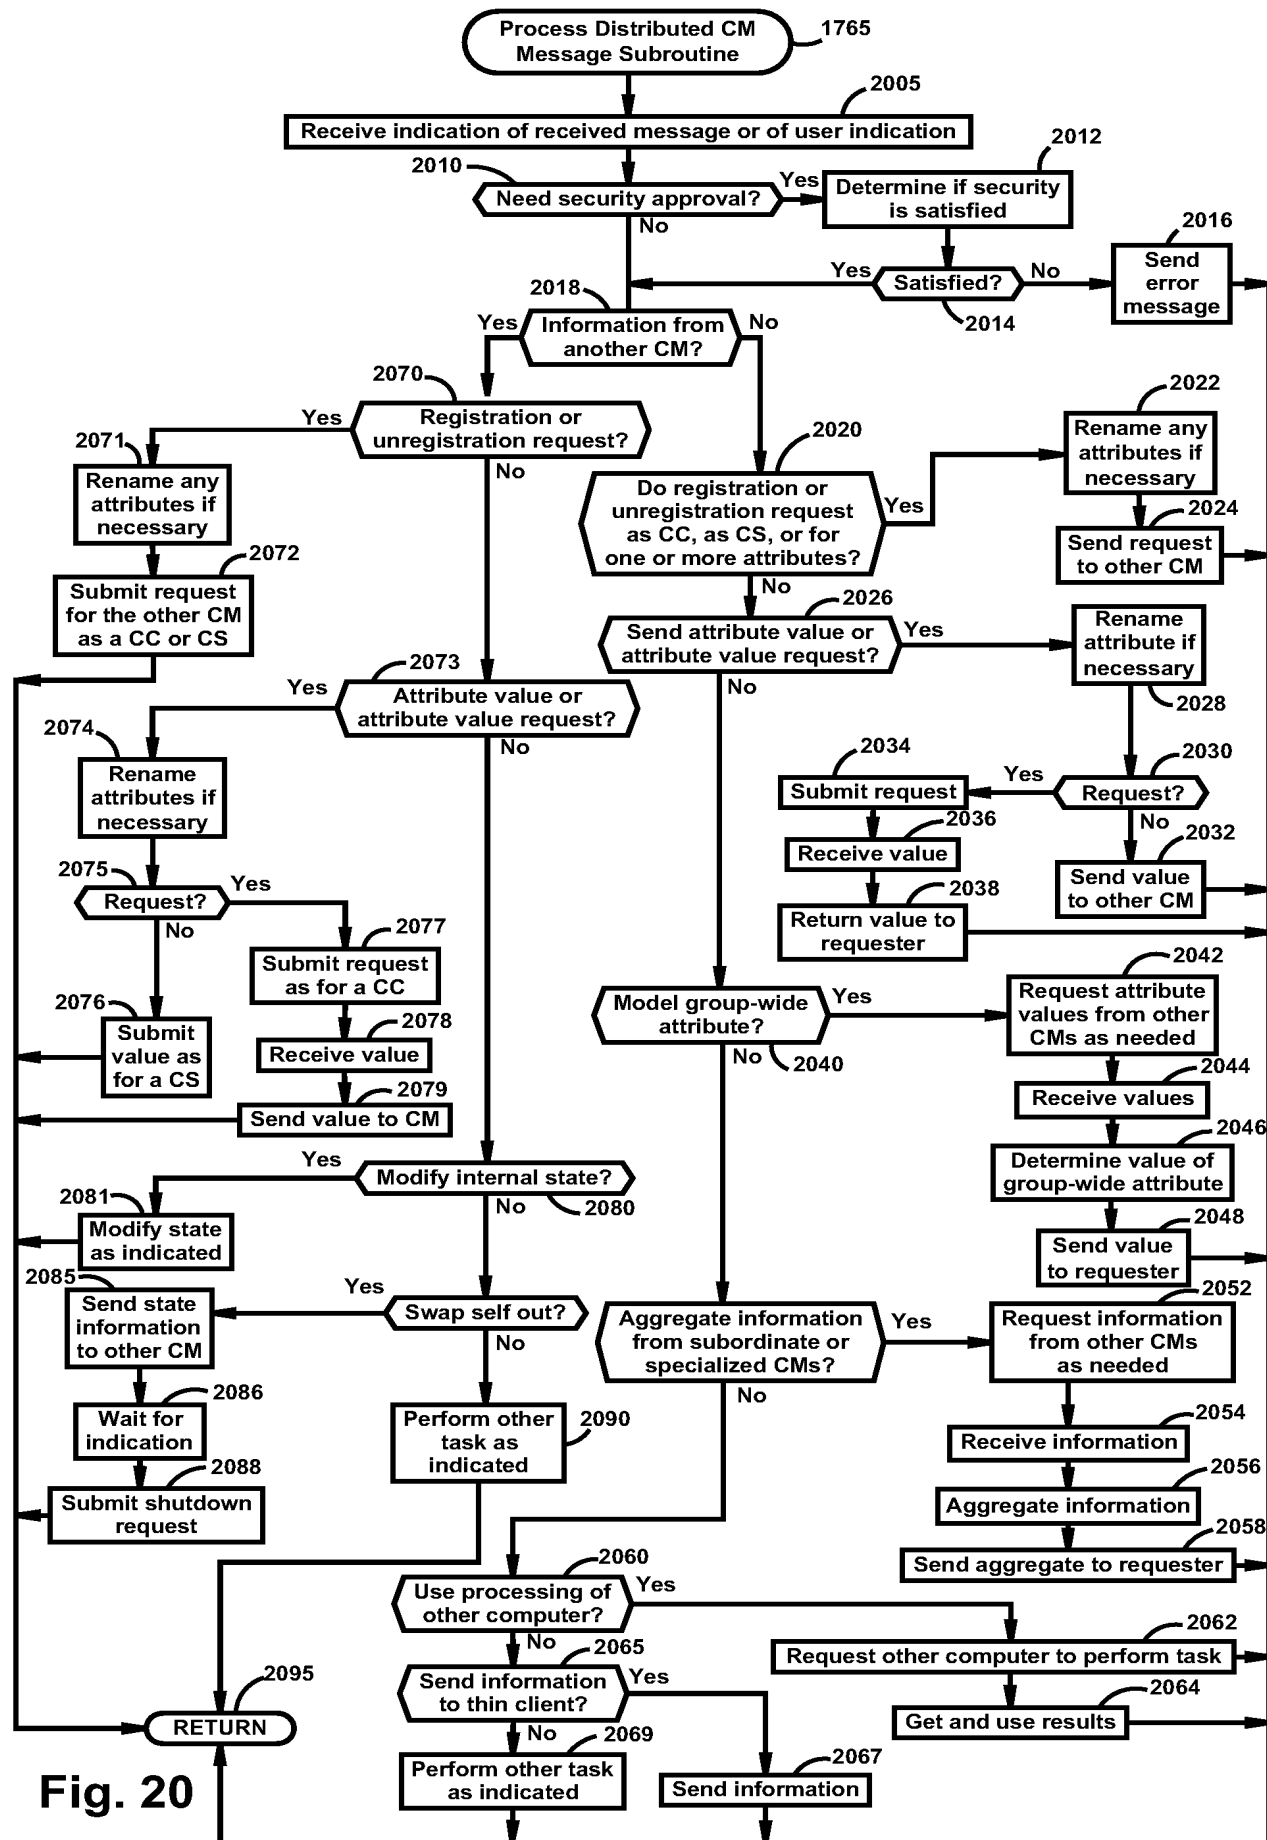 Process Distributed CM
Message Subroutine
1765
2005
Receive indication of received message or of user indication
2010
Need security approval?
Yes
No
2012
Determine if security
is satisfied
2016
Send
error
message
Yes
Satisfied?
No
2014
2018
Information from
another CM?
Yes
No
2070
Registration or
unregistration request?
Yes
No
2071
Rename any
attributes if
necessary
2072
Submit request
for the other CM
as a CC or CS
2020
Do registration or
unregistration request
as CC, as CS, or for
one or more attributes?
Yes
No
2022
Rename any
attributes if
necessary
2024
Send request
to other CM
2026
Send attribute value or
attribute value request?
Yes
No
Rename
attribute if
necessary
2028
2073
Attribute value or
attribute value request?
Yes
No
2074
Rename
attributes if
necessary
2075
Request?
Yes
No
2077
Submit request
as for a CC
2076
Submit
value as
for a CS
2078
Receive value
2079
Send value to CM
2030
Request?
Yes
No
2034
Submit request
2036
Receive value
2038
Return value to
requester
2032
Send value
to other CM
Model group-wide
attribute?
Yes
No
2040
2042
Request attribute
values from other
CMs as needed
2044
Receive values
2046
Determine value of
group-wide attribute
2048
Send value
to requester
Yes
Modify internal state?
No
2080
2081
Modify state
as indicated
2085
Send state
information
to other CM
Yes
Swap self out?
No
2086
Wait for
indication
2088
Submit shutdown
request
Perform other
task as
indicated
2090
Aggregate information
from subordinate or
specialized CMs?
Yes
No
2052
Request information
from other CMs
as needed
2054
Receive information
2056
Aggregate information
2058
Send aggregate to requester
2060
Use processing of
other computer?
Yes
No
2062
Request other computer to perform task
2064
Get and use results
2065
Send information
to thin client?
Yes
No
2069
Perform other task
as indicated
2067
Send information
2095
RETURN
Fig. 20